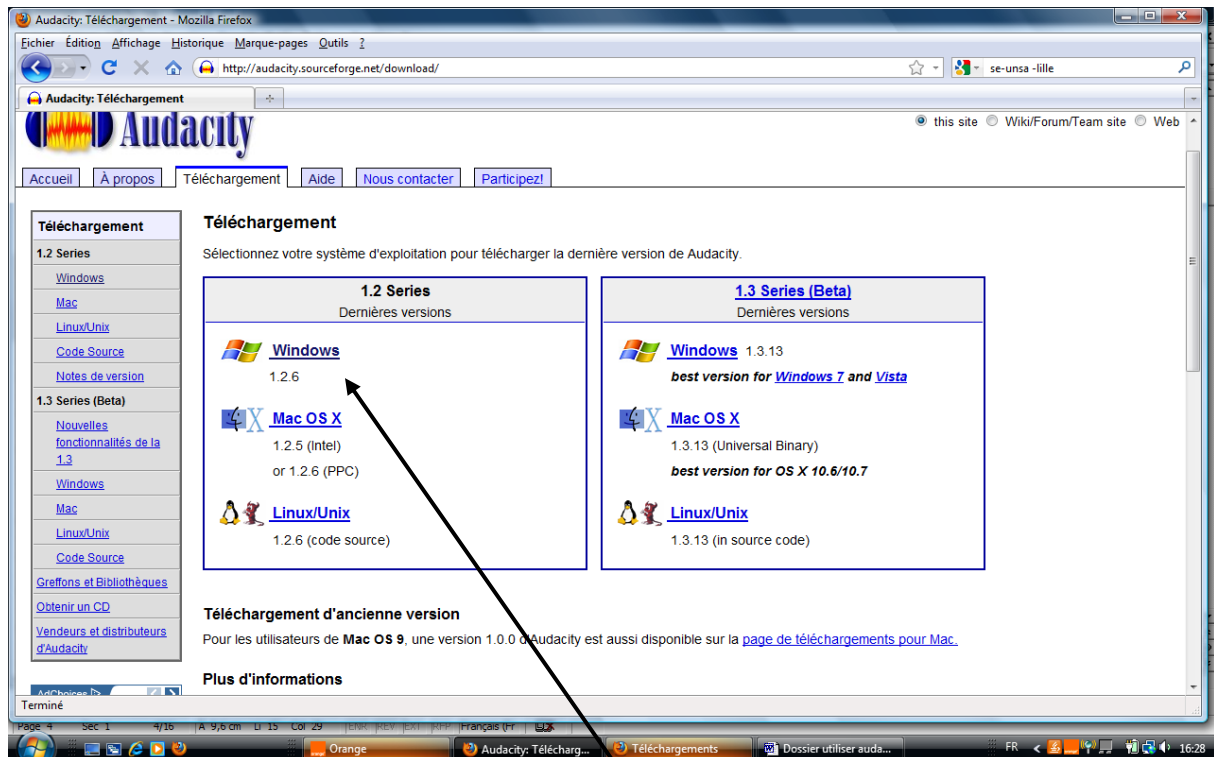 Audacity: Téléchargement - Mozilla Firefox
Fichier Édition Affichage Historique Marque-pages Outils ?
http://audacity.sourceforge.net/download/
se-unsa -lille
Audacity: Téléchargement
Audacity
this site Wiki/Forum/Team site Web
Accueil À propos Téléchargement Aide Nous contacter Participez!
Téléchargement
1.2 Series
Windows
Mac
Linux/Unix
Code Source
Notes de version
1.3 Series (Beta)
Nouvelles
fonctionnalités de la
1.3
Windows
Mac
Linux/Unix
Code Source
Greffons et Bibliothèques
Obtenir un CD
Vendeurs et distributeurs
d'Audacity
AdChoices
Téléchargement
Sélectionnez votre système d'exploitation pour télécharger la dernière version de Audacity.
1.2 Series
Dernières versions
Windows
1.2.6
Mac OS X
1.2.5 (Intel)
or 1.2.6 (PPC)
Linux/Unix
1.2.6 (code source)
1.3 Series (Beta)
Dernières versions
Windows 1.3.13
best version for Windows 7 and Vista
Mac OS X
1.3.13 (Universal Binary)
best version for OS X 10.6/10.7
Linux/Unix
1.3.13 (in source code)
Téléchargement d'ancienne version
Pour les utilisateurs de Mac OS 9, une version 1.0.0 d'Audacity est aussi disponible sur la page de téléchargements pour Mac.
Plus d'informations
Terminé
Page 4 Sec 1 4/16 À 9,6 cm Li 15 Col 29 ENR REV EXT RFP Français (Fr
Orange
Audacity: Télécharg...
Téléchargements
Dossier utiliser auda...
FR
16:28